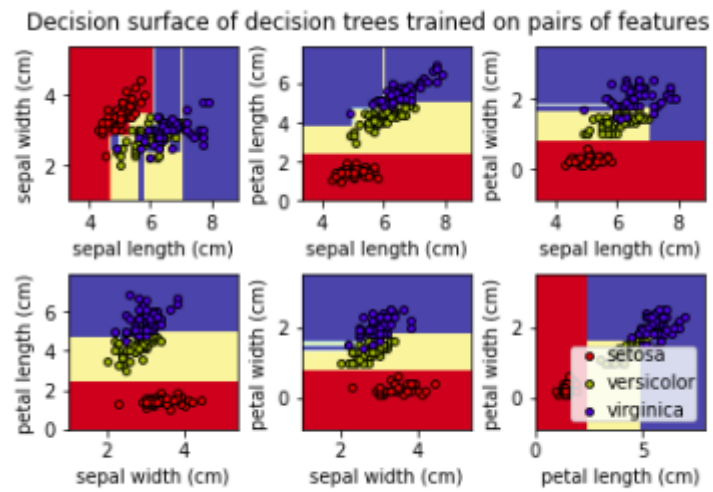 Decision surface of decision trees trained on pairs of features
sepal width (cm)
4
2
4 6 8
sepal length (cm)
petal length (cm)
6
4
2
0
4 6 8
sepal length (cm)
petal width (cm)
2
0
4 6 8
sepal length (cm)
petal length (cm)
6
4
2
0
2 4
sepal width (cm)
petal width (cm)
2
0
2 4
sepal width (cm)
petal width (cm)
2
0
0 5
petal length (cm)
setosa
versicolor
virginica